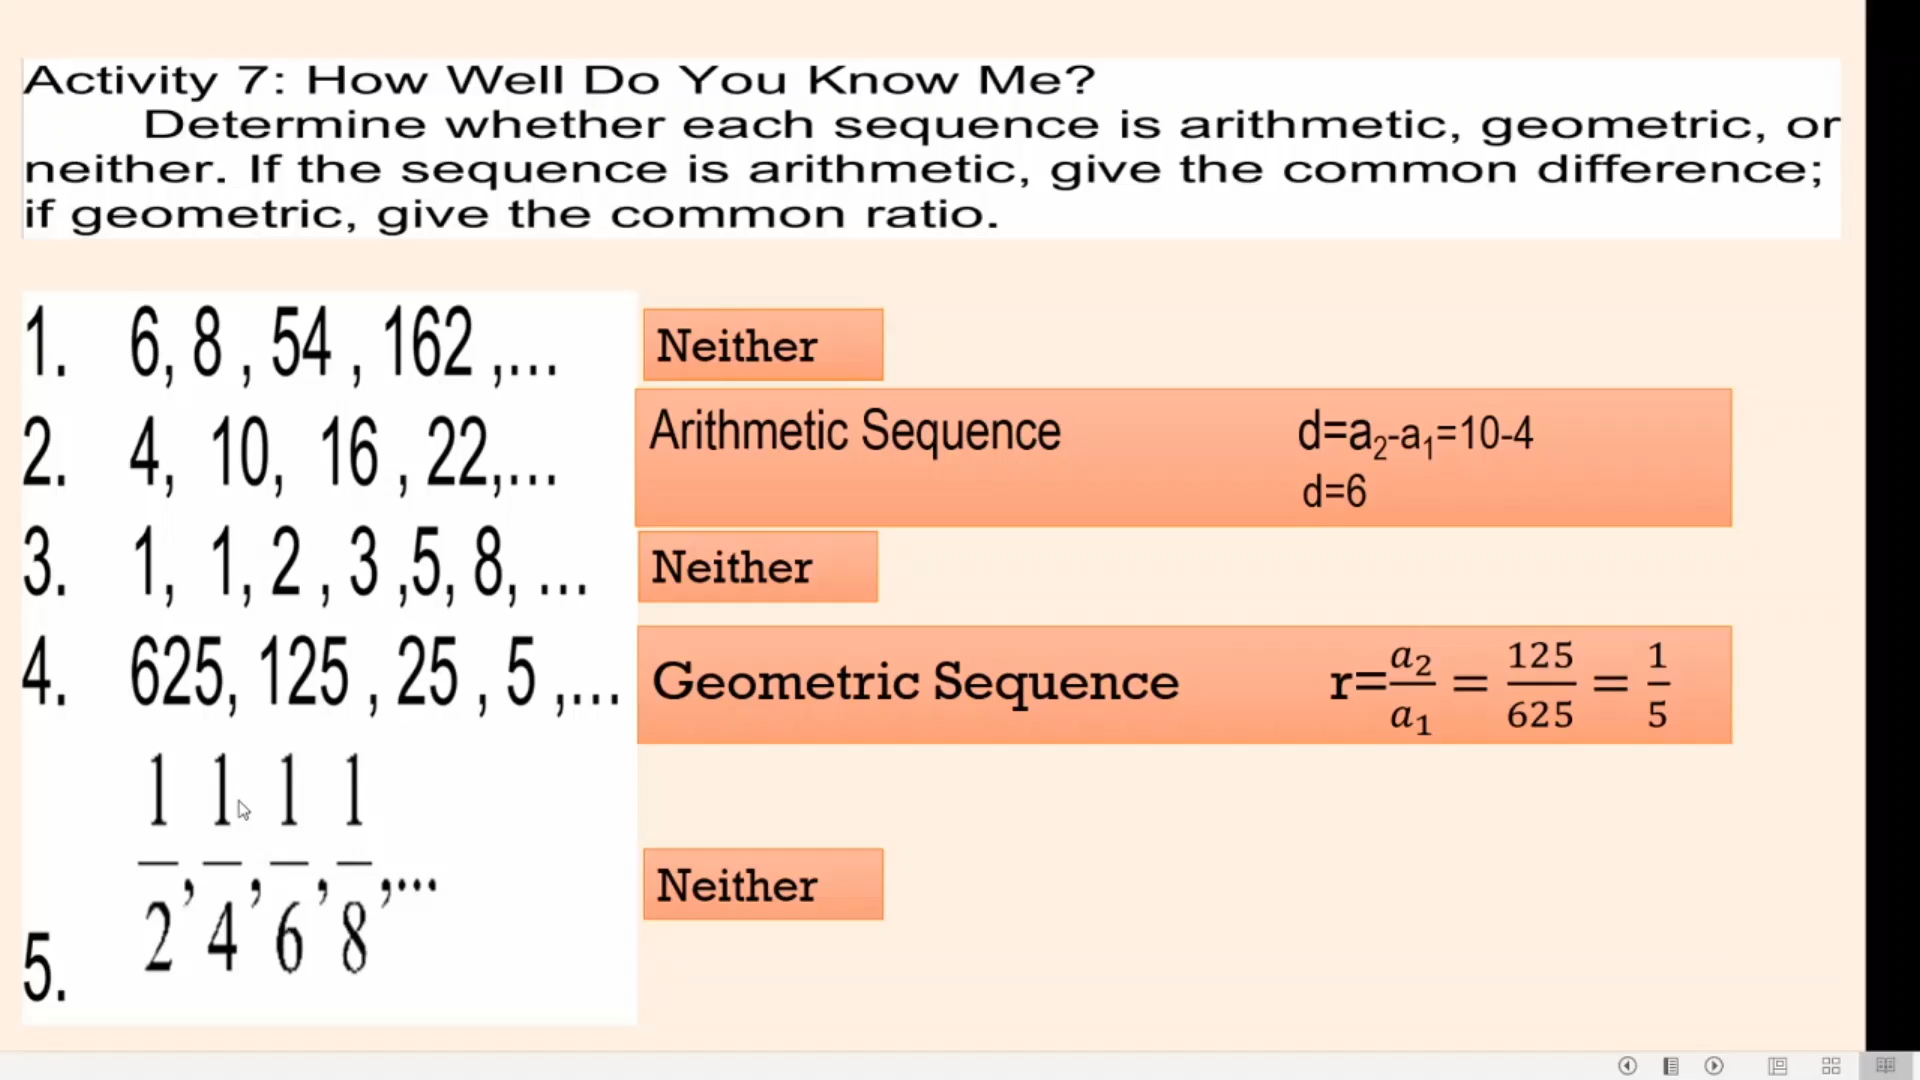 Activity 7: How Well Do You Know Me?
Determine whether each sequence is arithmetic, geometric, or
neither. If the sequence is arithmetic, give the common difference;
if geometric, give the common ratio.
1. 6, 8 , 54 , 162 ,...
Neither
2. 4, 10, 16 , 22,...
Arithmetic Sequence d=a₂-a₁=10-4
d=6
3. 1, 1, 2 , 3 ,5, 8, ...
Neither
4. 625, 125 , 25 , 5 ,...
Geometric Sequence r=a₂/a₁ = 125/625 = 1/5
5. 1/2, 1/4, 1/6, 1/8,...
Neither